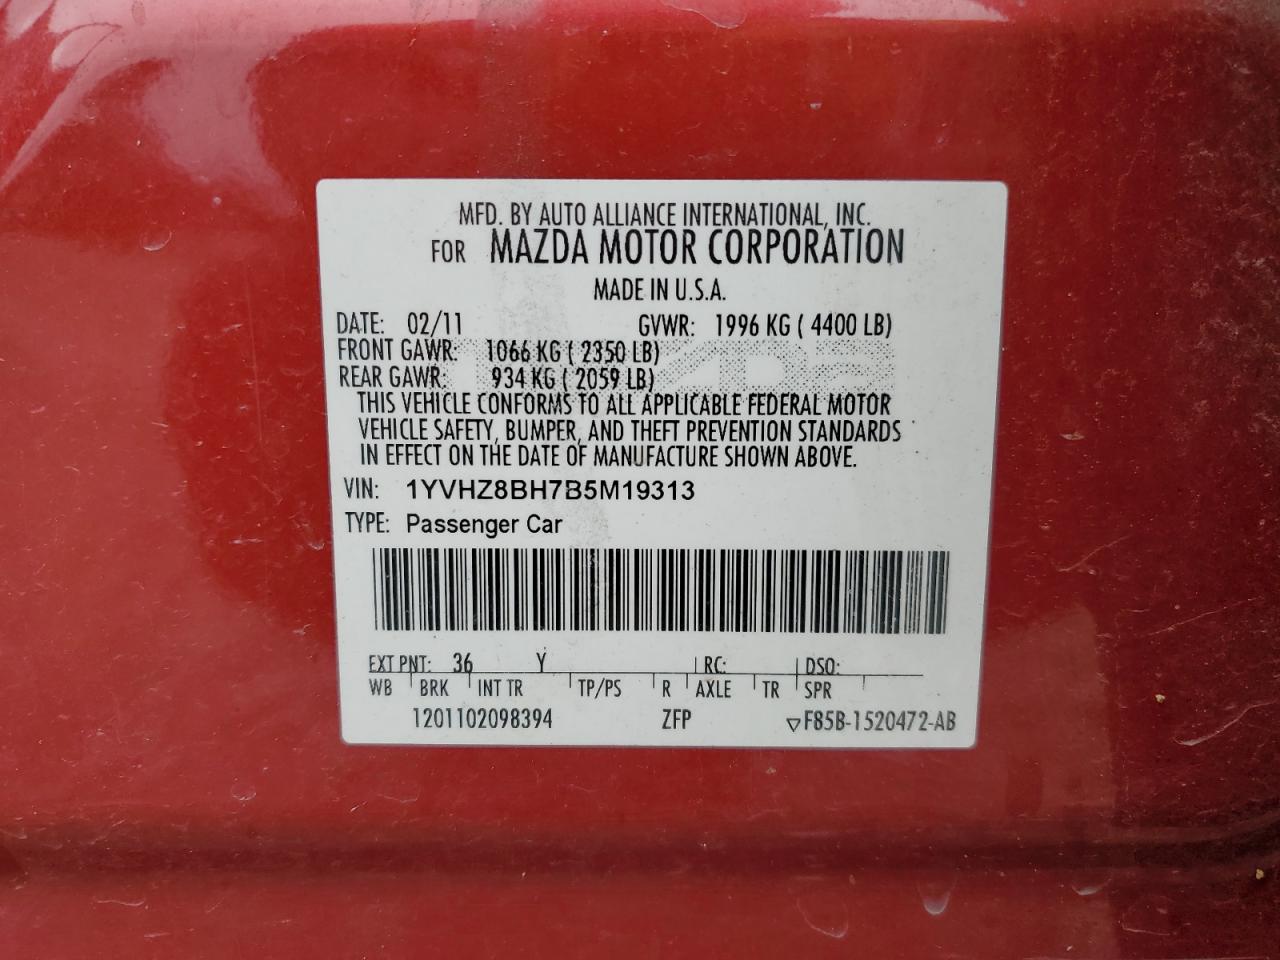 MFD. BY AUTO ALLIANCE INTERNATIONAL, INC.
FOR MAZDA MOTOR CORPORATION
MADE IN U.S.A.
DATE: 02/11 GVWR: 1996 KG ( 4400 LB)
FRONT GAWR: 1066 KG ( 2350 LB)
REAR GAWR: 934 KG ( 2059 LB)
THIS VEHICLE CONFORMS TO ALL APPLICABLE FEDERAL MOTOR
VEHICLE SAFETY, BUMPER, AND THEFT PREVENTION STANDARDS
IN EFFECT ON THE DATE OF MANUFACTURE SHOWN ABOVE.
VIN: 1YVHZ8BH7B5M19313
TYPE: Passenger Car
EXT PNT: 36 Y RC: DSO:
WB BRK INT TR TP/PS R AXLE TR SPR
1201102098394 ZFP ▽F85B-1520472-AB